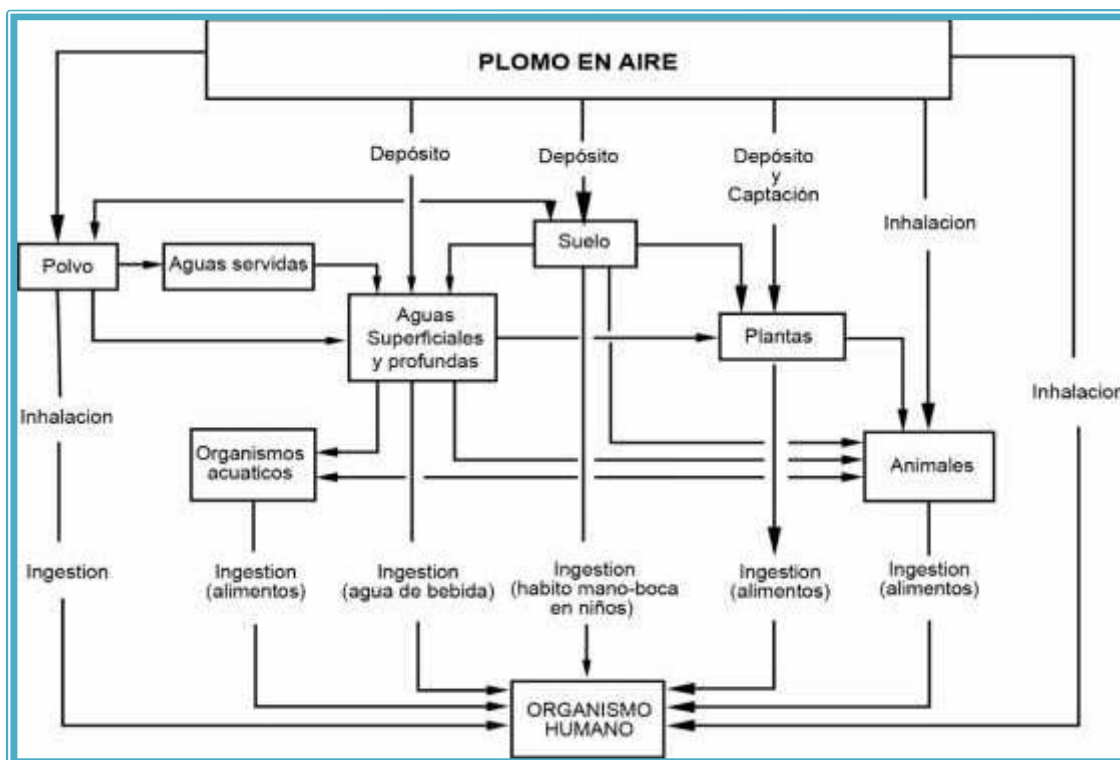 PLOMO EN AIRE
Depósito
Depósito
Depósito
y
Captación
Inhalacion
Polvo
Aguas servidas
Suelo
Aguas
Superficiales
y profundas
Plantas
Inhalacion
Inhalacion
Organismos
acuaticos
Animales
Ingestion
Ingestion
(alimentos)
Ingestion
(agua de bebida)
Ingestion
(habito mano-boca
en niños)
Ingestion
(alimentos)
Ingestion
(alimentos)
ORGANISMO
HUMANO